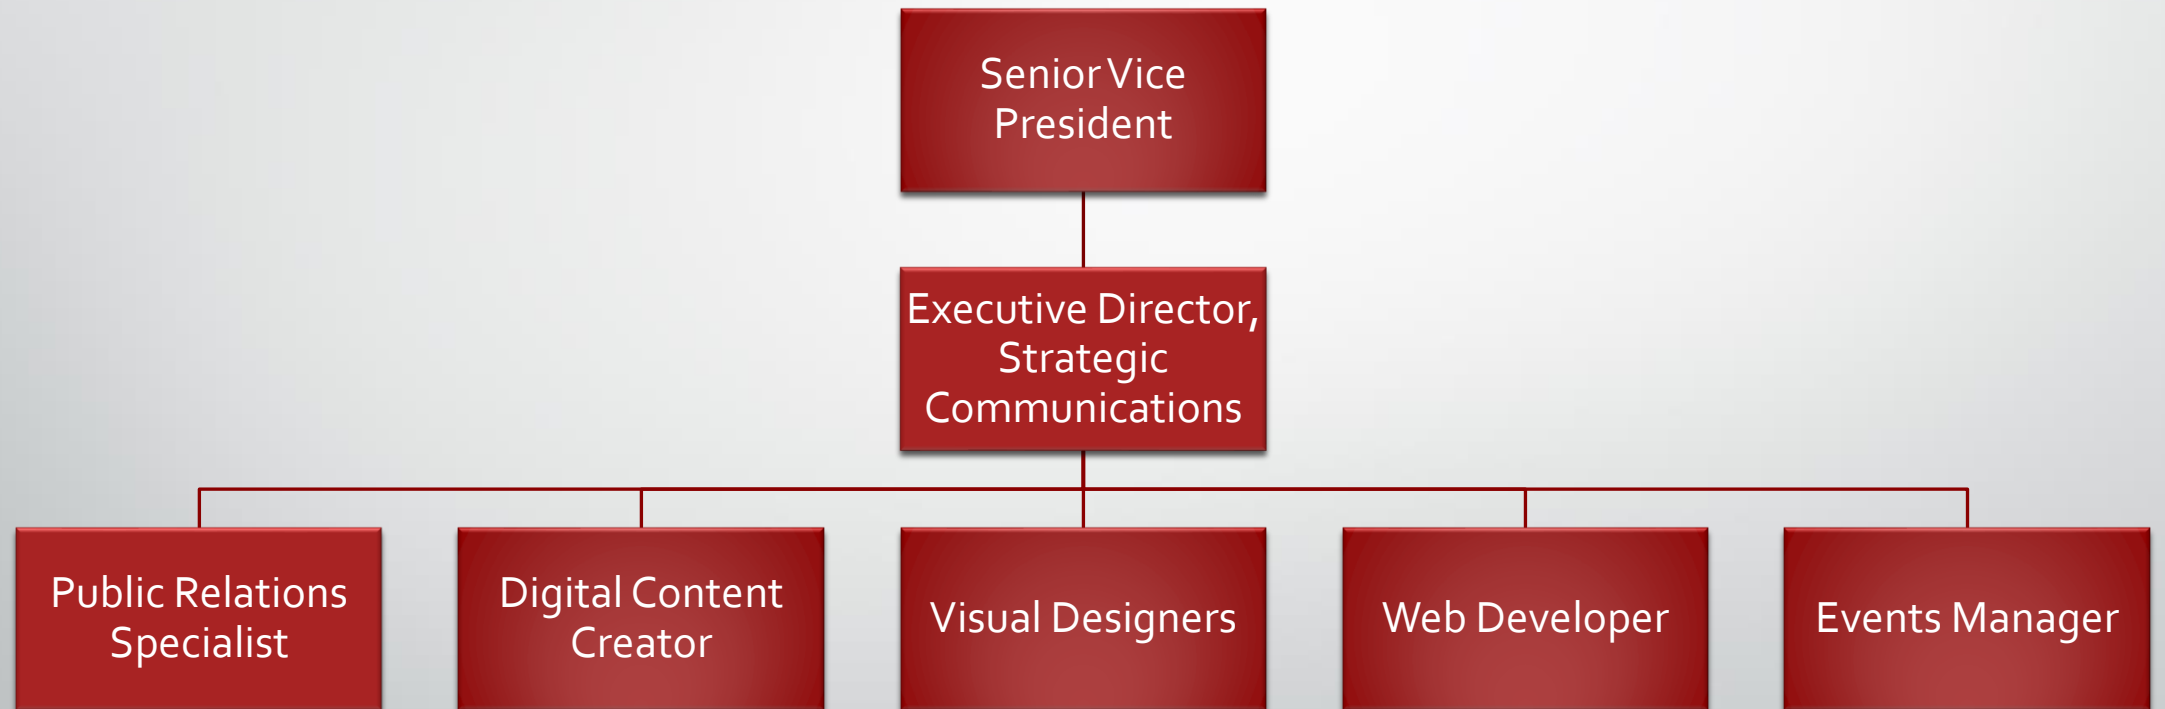 Senior Vice
President
Executive Director,
Strategic
Communications
Public Relations
Specialist
Digital Content
Creator
Visual Designers
Web Developer
Events Manager